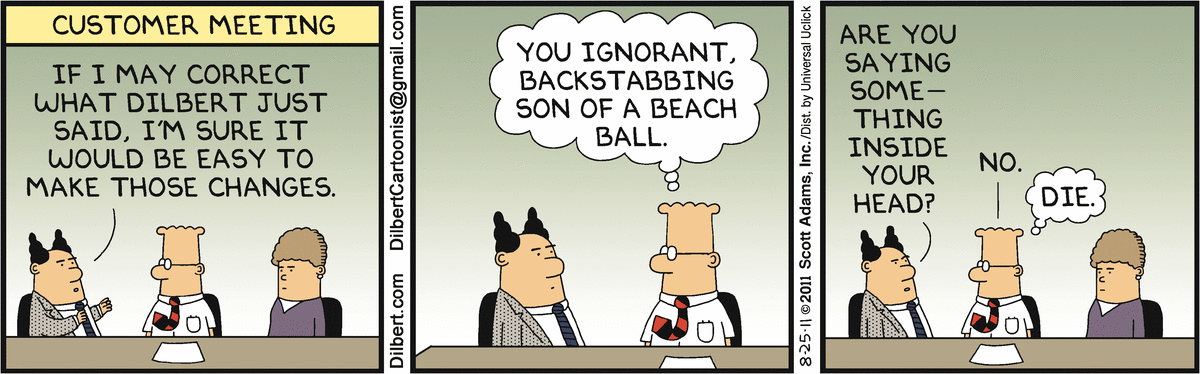 CUSTOMER MEETING
IF I MAY CORRECT
WHAT DILBERT JUST
SAID, I'M SURE IT
WOULD BE EASY TO
MAKE THOSE CHANGES.
Dilbert.com DilbertCartoonist@gmail.com
YOU IGNORANT,
BACKSTABBING
SON OF A BEACH
BALL.
8-25-11 ©2011 Scott Adams, Inc./Dist. by Universal Uclick
ARE YOU
SAYING
SOME—
THING
INSIDE
YOUR
HEAD?
NO.
DIE.